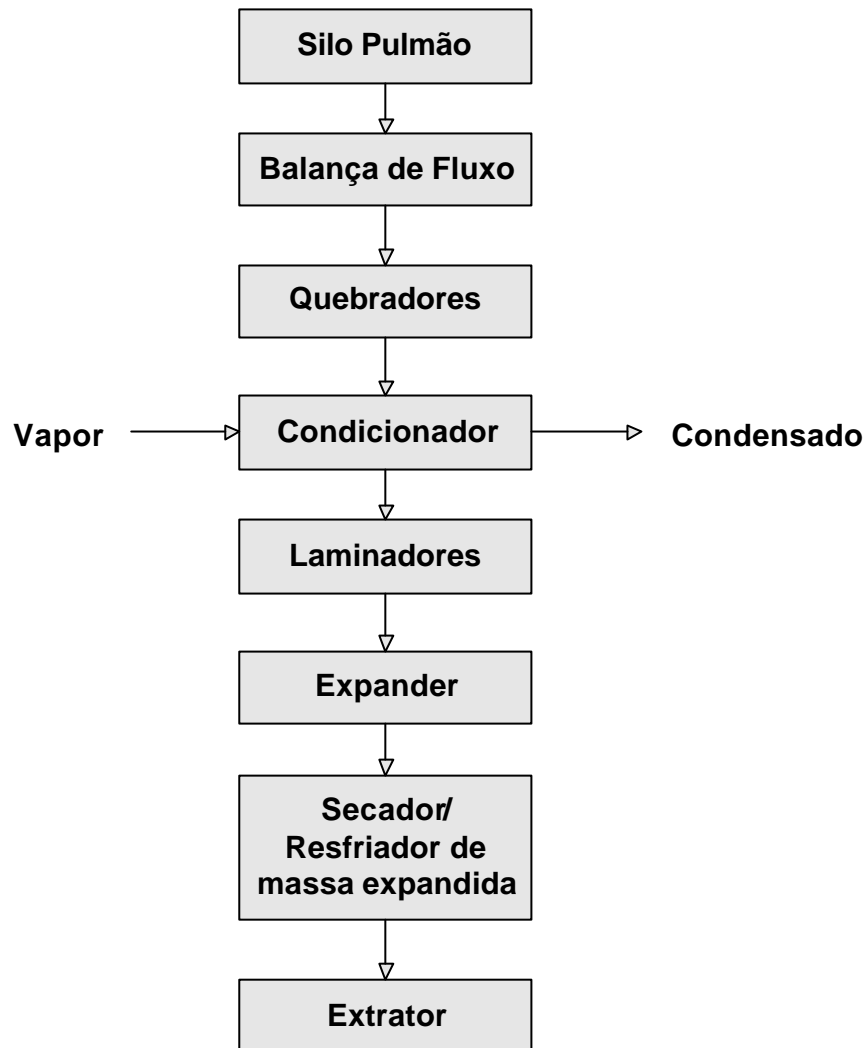 Silo Pulmão
Balança de Fluxo
Quebradores
Vapor
Condicionador
Condensado
Laminadores
Expander
Secador/
Resfriador de
massa expandida
Extrator